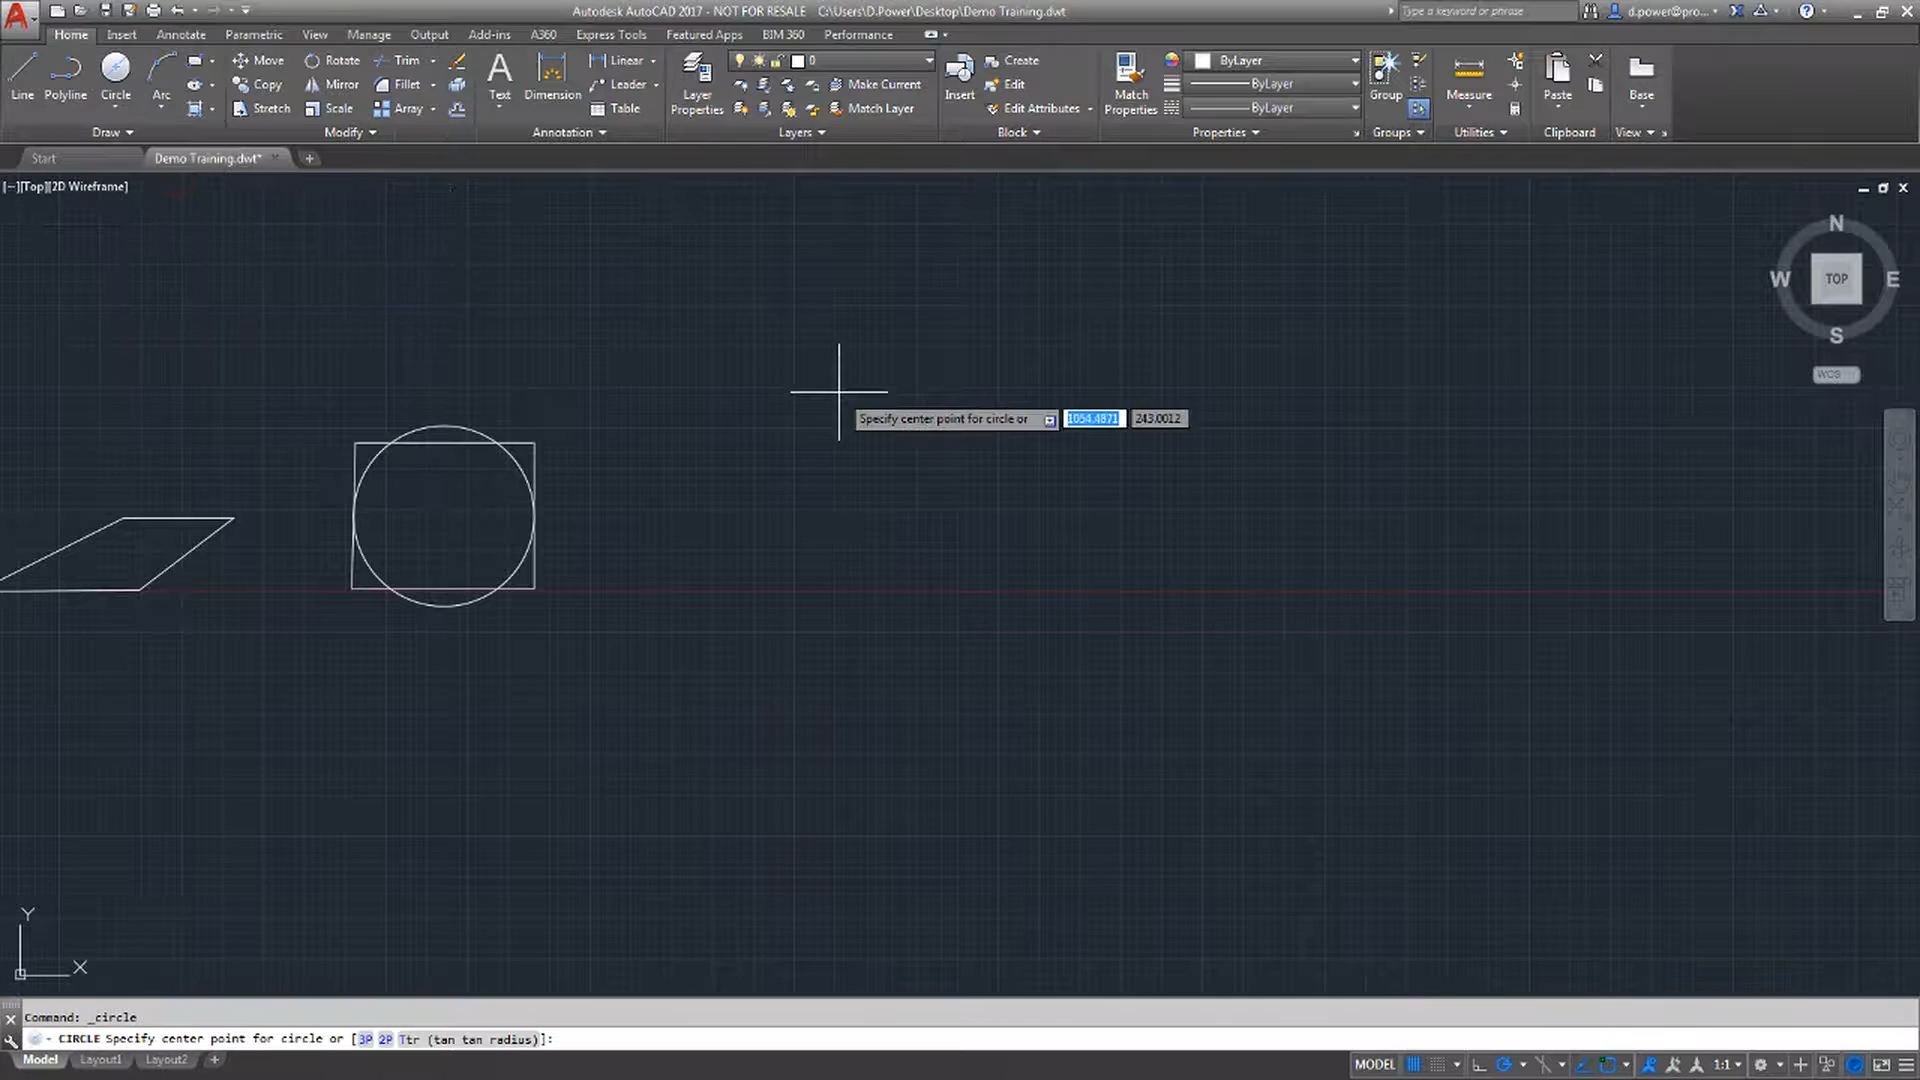 Autodesk AutoCAD 2017 - NOT FOR RESALE C:\Users\D.Power\Desktop\Demo Training.dwt Type a keyword or phrase d.power@pro...
Home Insert Annotate Parametric View Manage Output Add-ins A360 Express Tools Featured Apps BIM 360 Performance
Move Rotate Trim Linear 0 Create ByLayer
Line Polyline Circle Arc Copy Mirror Fillet Text Dimension Leader Layer Properties Make Current Insert Edit Match Properties ByLayer Group Measure Paste Base
Stretch Scale Array Table Match Layer Edit Attributes ByLayer
Draw Modify Annotation Layers Block Properties Groups Utilities Clipboard View
Start Demo Training.dwt*
[−][Top][2D Wireframe]
N
W TOP E
S
WCS
Specify center point for circle or 1054.4871 243.0012
Y
X
Command: _circle
CIRCLE Specify center point for circle or [3P 2P Ttr (tan tan radius)]:
Model Layout1 Layout2 + MODEL 1:1